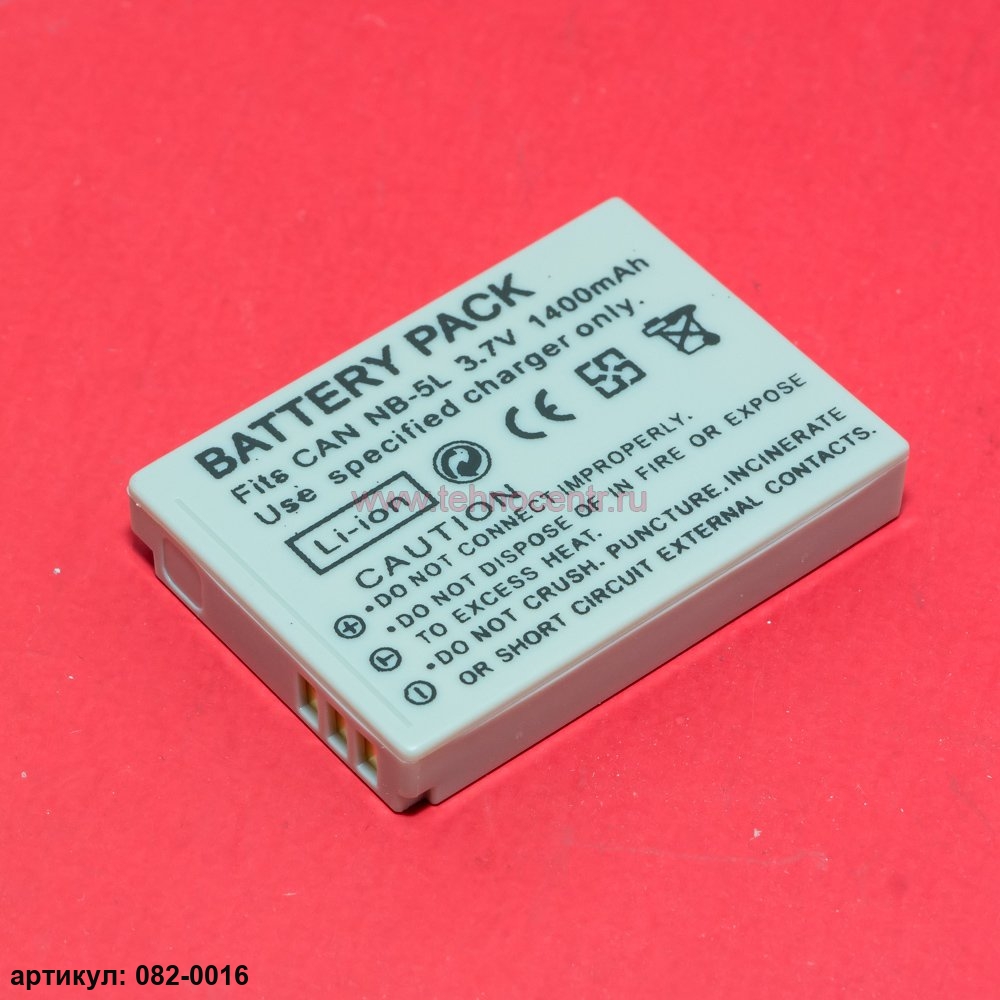 BATTERY PACK
Fits CAN NB-5L 3.7V 1400mAh
Use specified charger only.
Li-ion
CE
CAUTION
•DO NOT CONNECT IMPROPERLY.
•DO NOT DISPOSE OF IN FIRE OR EXPOSE
TO EXCESS HEAT.
•DO NOT CRUSH. PUNCTURE.INCINERATE
OR SHORT CIRCUIT EXTERNAL CONTACTS.
www.tehnocentr.ru
артикул: 082-0016